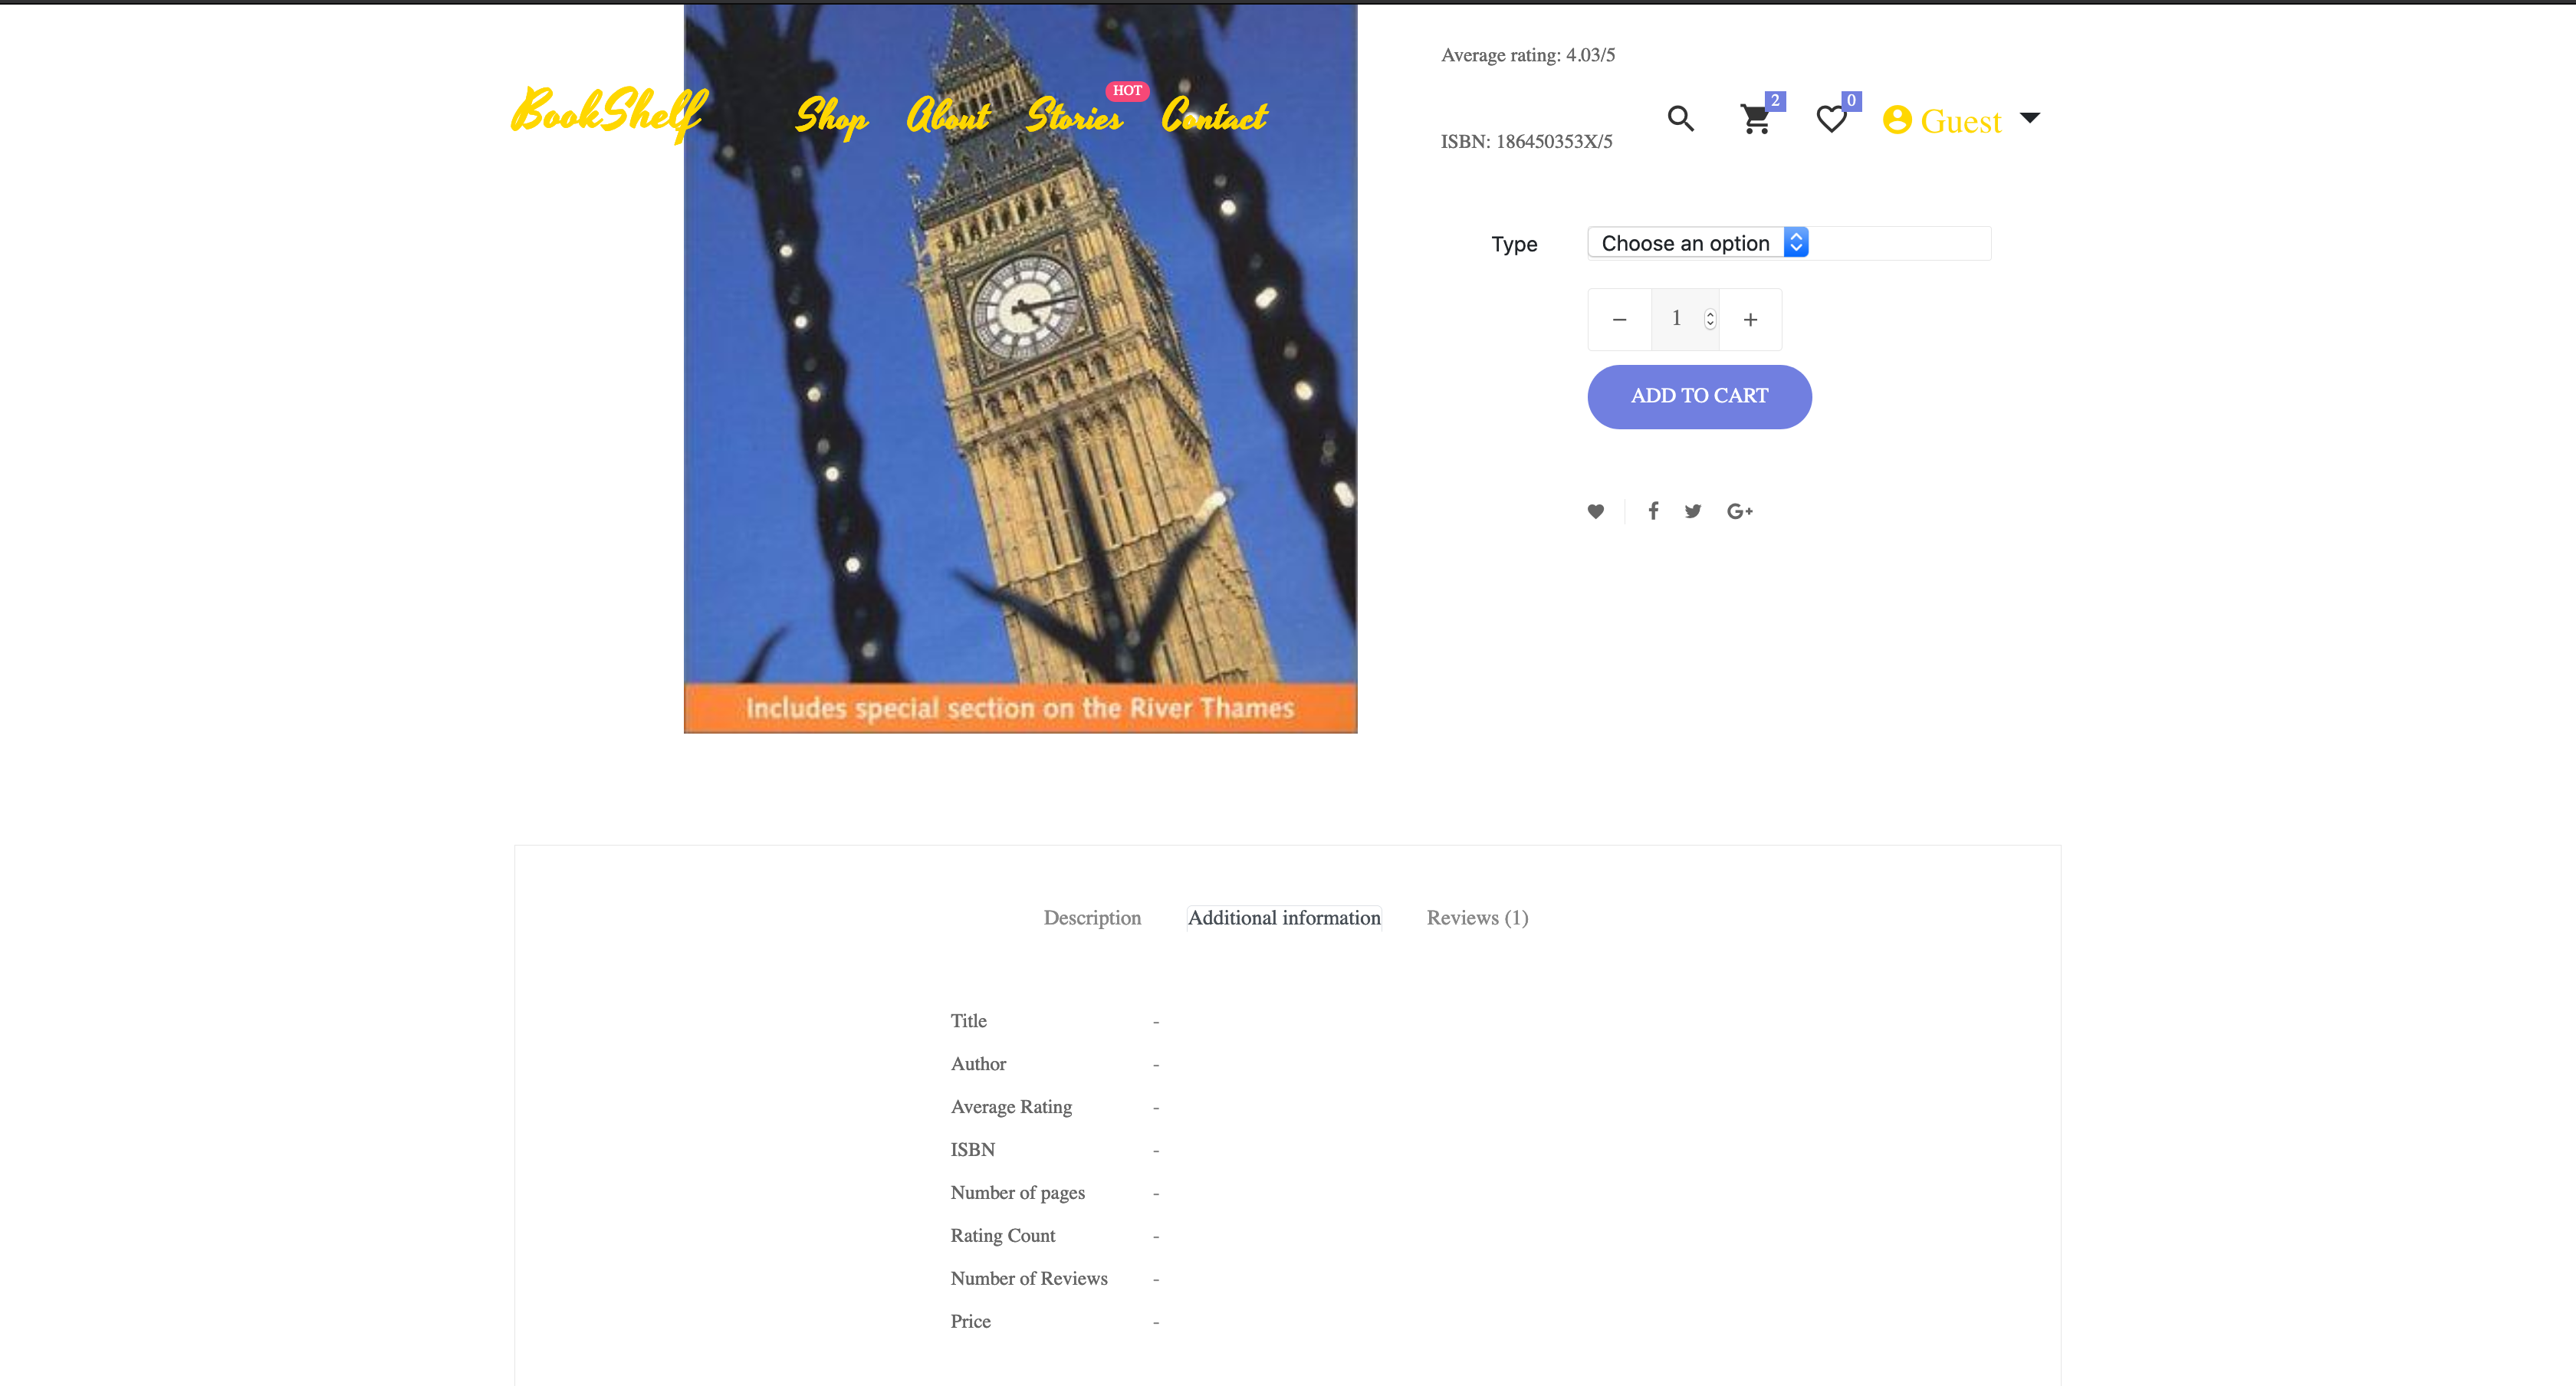 Average rating: 4.03/5
BookShelf Shop About Stories HOT Contact 2 0 Guest
ISBN: 186450353X/5
Type Choose an option
− 1 +
ADD TO CART
G+
Includes special section on the River Thames
Description Additional information Reviews (1)
Title -
Author -
Average Rating -
ISBN -
Number of pages -
Rating Count -
Number of Reviews -
Price -